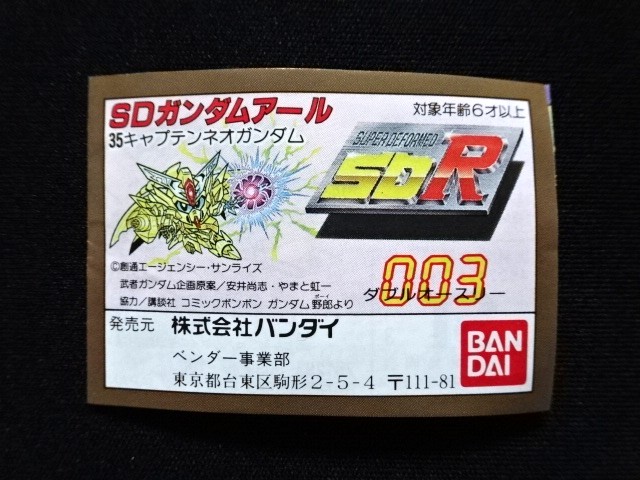 SDガンダムアール
対象年齢6才以上
35キャプテンネオガンダム
SUPER DEFORMED
SDR
©創通エージェンシー・サンライズ
武者ガンダム企画原案/安井尚志・やまと虹一
協力/講談社 コミックボンボン ガンダム野郎より
ボーイ
003
ダブルオースリー
発売元 株式会社バンダイ
ベンダー事業部
東京都台東区駒形2-5-4 〒111-81
BAN
DAI